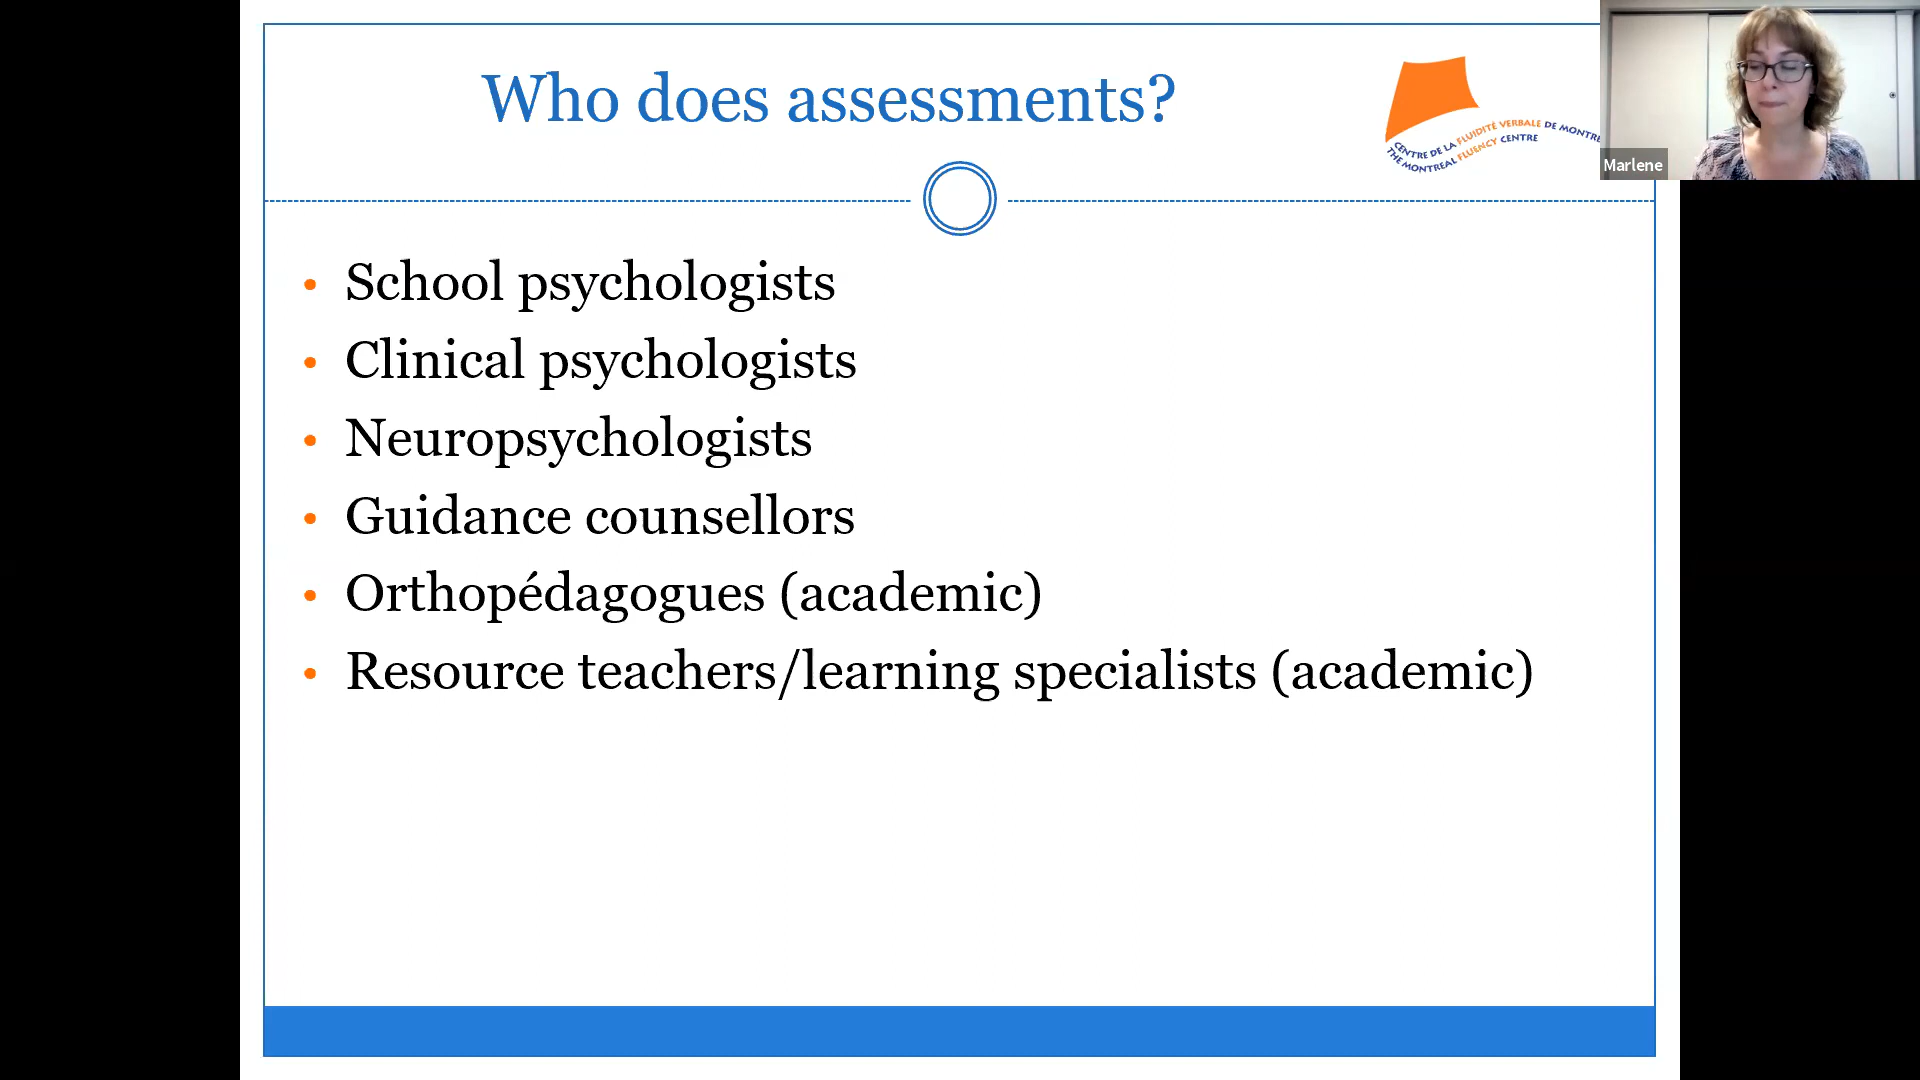 Who does assessments?
CENTRE DE LA FLUIDITÉ VERBALE DE MONTRE
THE MONTREAL FLUENCY CENTRE
Marlene
• School psychologists
• Clinical psychologists
• Neuropsychologists
• Guidance counsellors
• Orthopédagogues (academic)
• Resource teachers/learning specialists (academic)